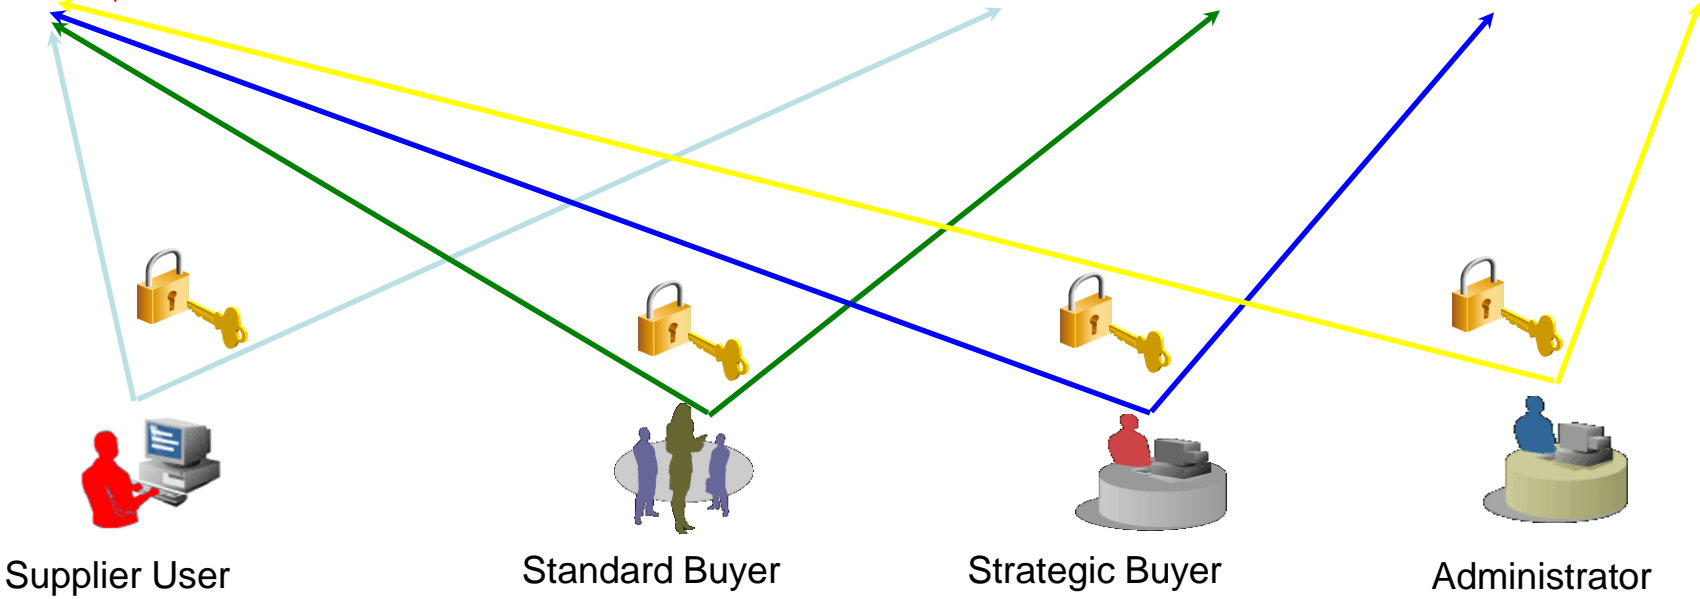 Supplier User
Standard Buyer
Strategic Buyer
Administrator